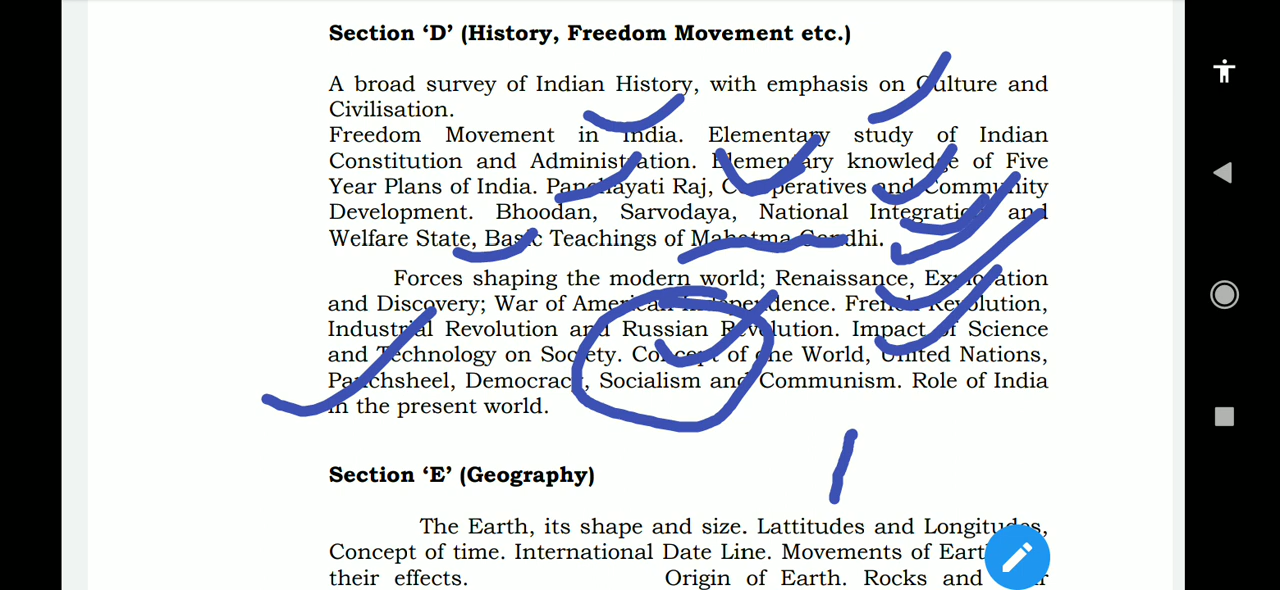 Section ‘D’ (History, Freedom Movement etc.)
A broad survey of Indian History, with emphasis on Culture and
Civilisation.
Freedom Movement in India. Elementary study of Indian
Constitution and Administration. Elementary knowledge of Five
Year Plans of India. Panchayati Raj, Co-operatives and Community
Development. Bhoodan, Sarvodaya, National Integration and
Welfare State, Basic Teachings of Mahatma Gandhi.
Forces shaping the modern world; Renaissance, Exploration
and Discovery; War of American Independence. French Revolution,
Industrial Revolution and Russian Revolution. Impact of Science
and Technology on Society. Concept of one World, United Nations,
Panchsheel, Democracy, Socialism and Communism. Role of India
in the present world.
Section ‘E’ (Geography)
The Earth, its shape and size. Lattitudes and Longitudes,
Concept of time. International Date Line. Movements of Earth
their effects. Origin of Earth. Rocks and